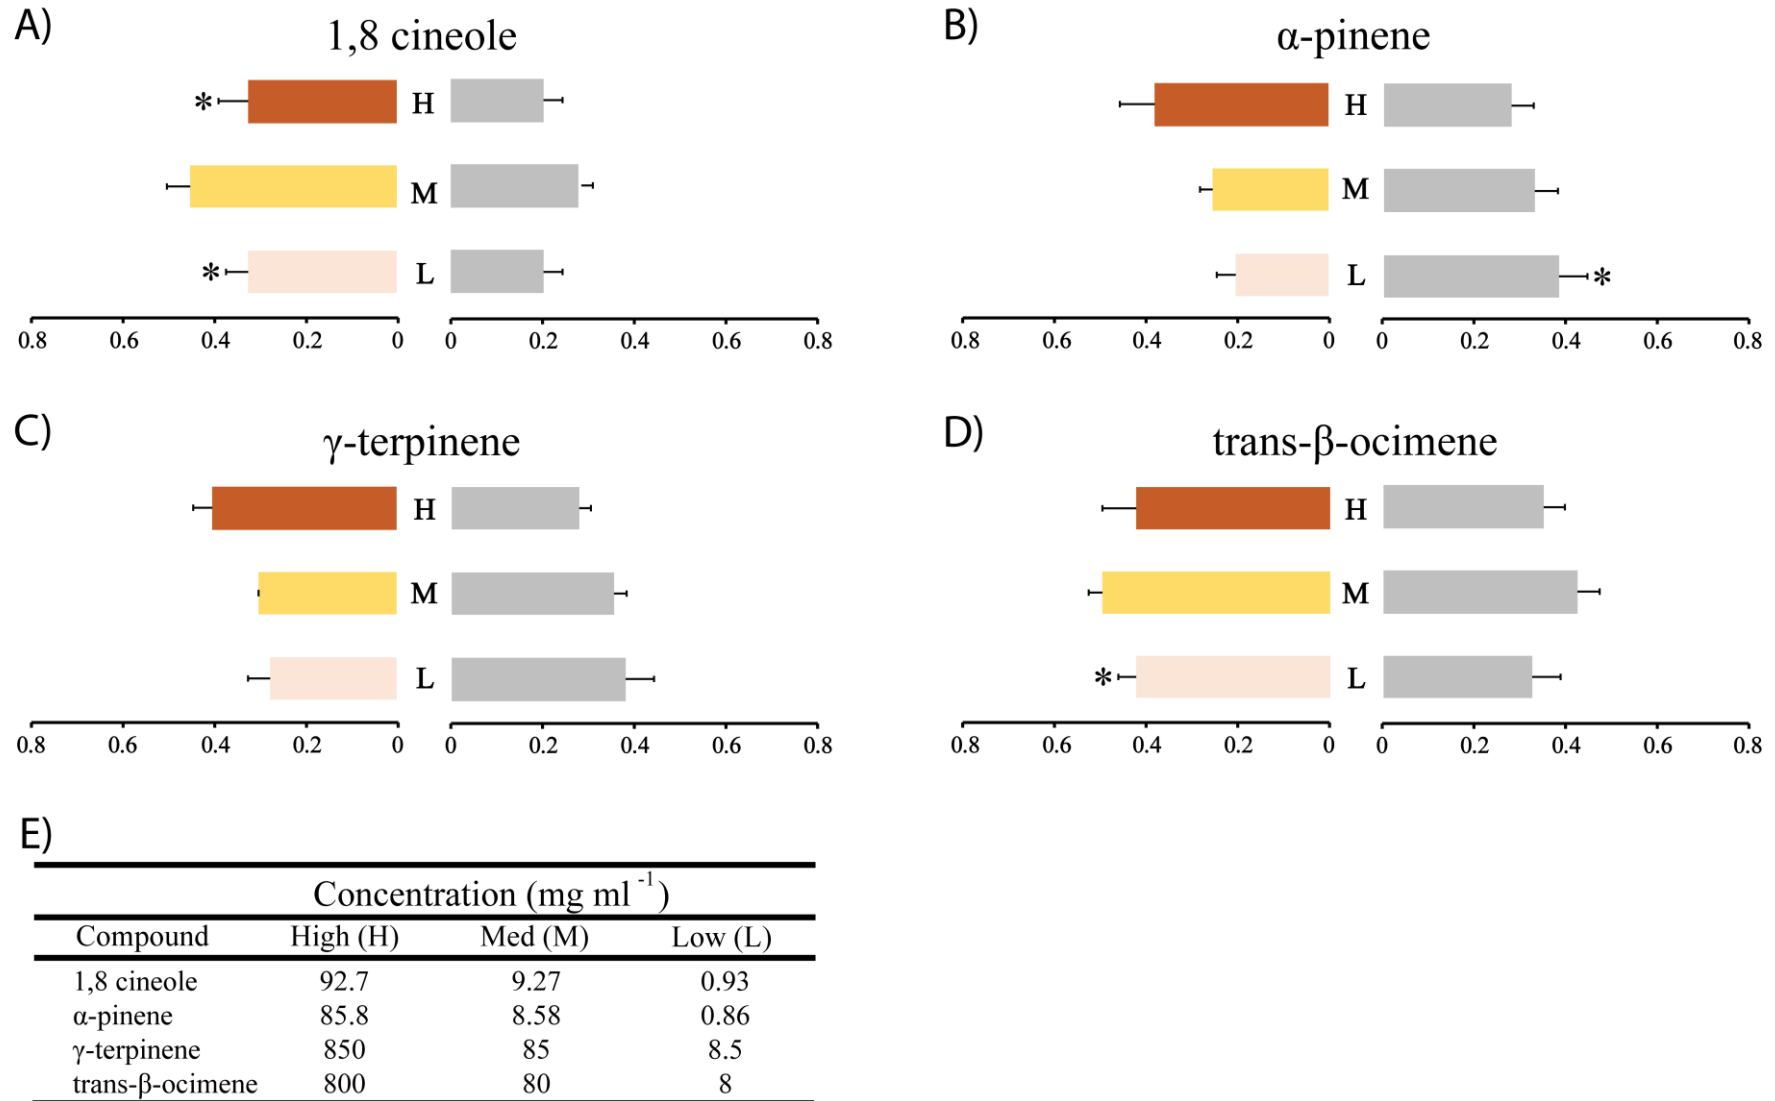 A)
1,8 cineole
* H
M
* L
0.8 0.6 0.4 0.2 0 0 0.2 0.4 0.6 0.8
B)
α-pinene
H
M
L *
0.8 0.6 0.4 0.2 0 0 0.2 0.4 0.6 0.8
C)
γ-terpinene
H
M
L
0.8 0.6 0.4 0.2 0 0 0.2 0.4 0.6 0.8
D)
trans-β-ocimene
H
M
* L
0.8 0.6 0.4 0.2 0 0 0.2 0.4 0.6 0.8
E)
Concentration (mg ml⁻¹)
Compound High (H) Med (M) Low (L)
1,8 cineole 92.7 9.27 0.93
α-pinene 85.8 8.58 0.86
γ-terpinene 850 85 8.5
trans-β-ocimene 800 80 8